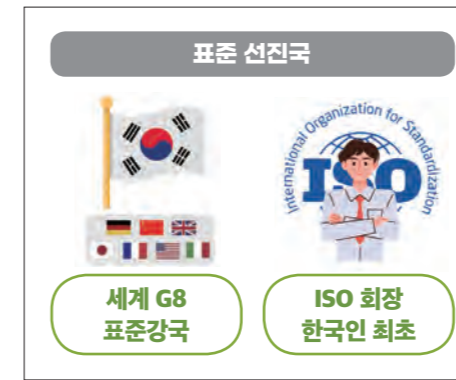 표준 선진국
International Organization for Standardization
ISO
세계 G8
표준강국
ISO 회장
한국인 최초